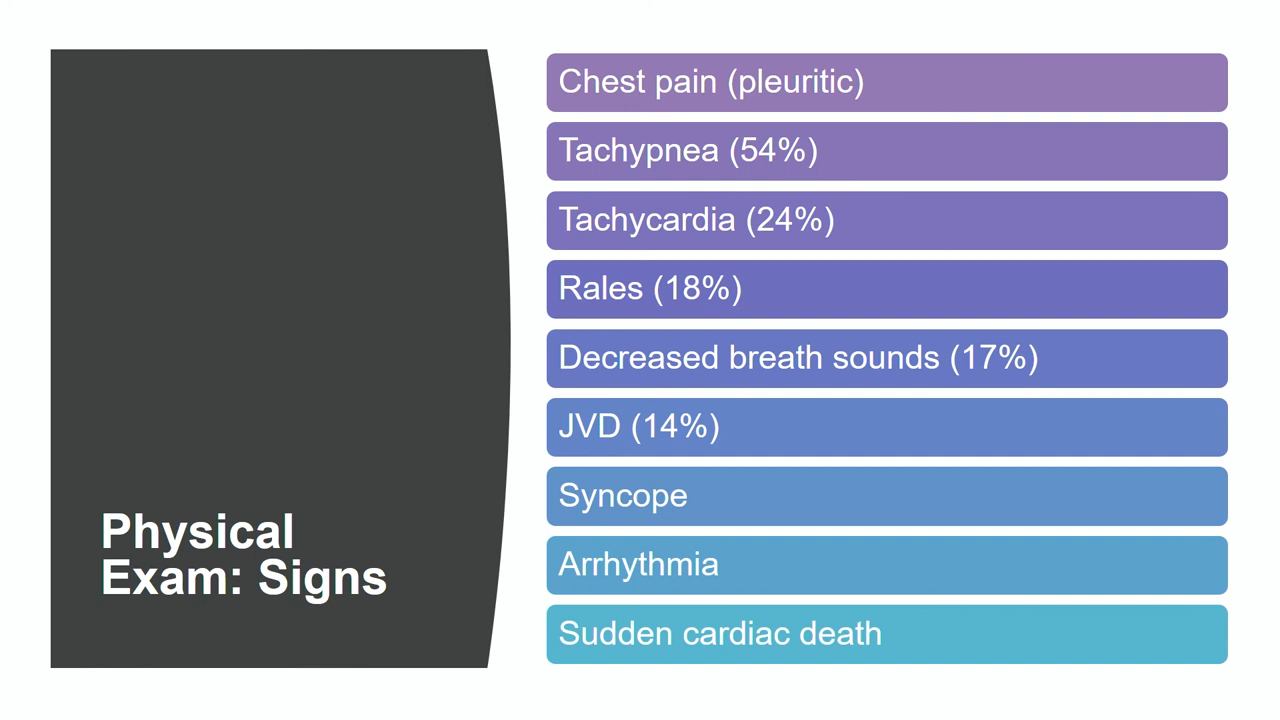 Physical
Exam: Signs
Chest pain (pleuritic)
Tachypnea (54%)
Tachycardia (24%)
Rales (18%)
Decreased breath sounds (17%)
JVD (14%)
Syncope
Arrhythmia
Sudden cardiac death